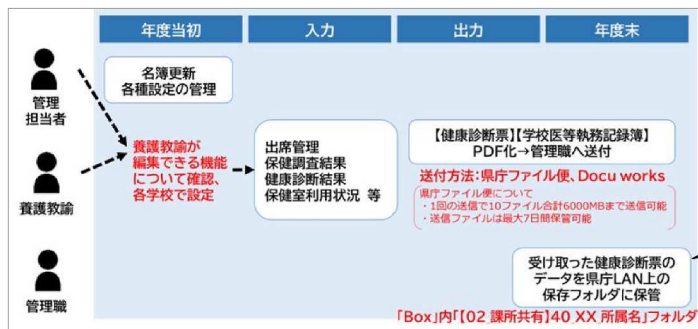 年度当初
入力
出力
年度末
管理
担当者
名簿更新
各種設定の管理
養護教諭が
編集できる機能
について確認、
各学校で設定
出席管理
保健調査結果
健康診断結果
保健室利用状況 等
【健康診断票】【学校医等執務記録簿】
PDF化→管理職へ送付
送付方法：県庁ファイル便、Docu works
県庁ファイル便について
・1回の送信で10ファイル合計6000MBまで送信可能
・送信ファイルは最大7日間保管可能
養護教諭
管理職
受け取った健康診断票の
データを県庁LAN上の
保存フォルダに保管
「Box」内「【02 課所共有】40 XX_所属名」フォルダ